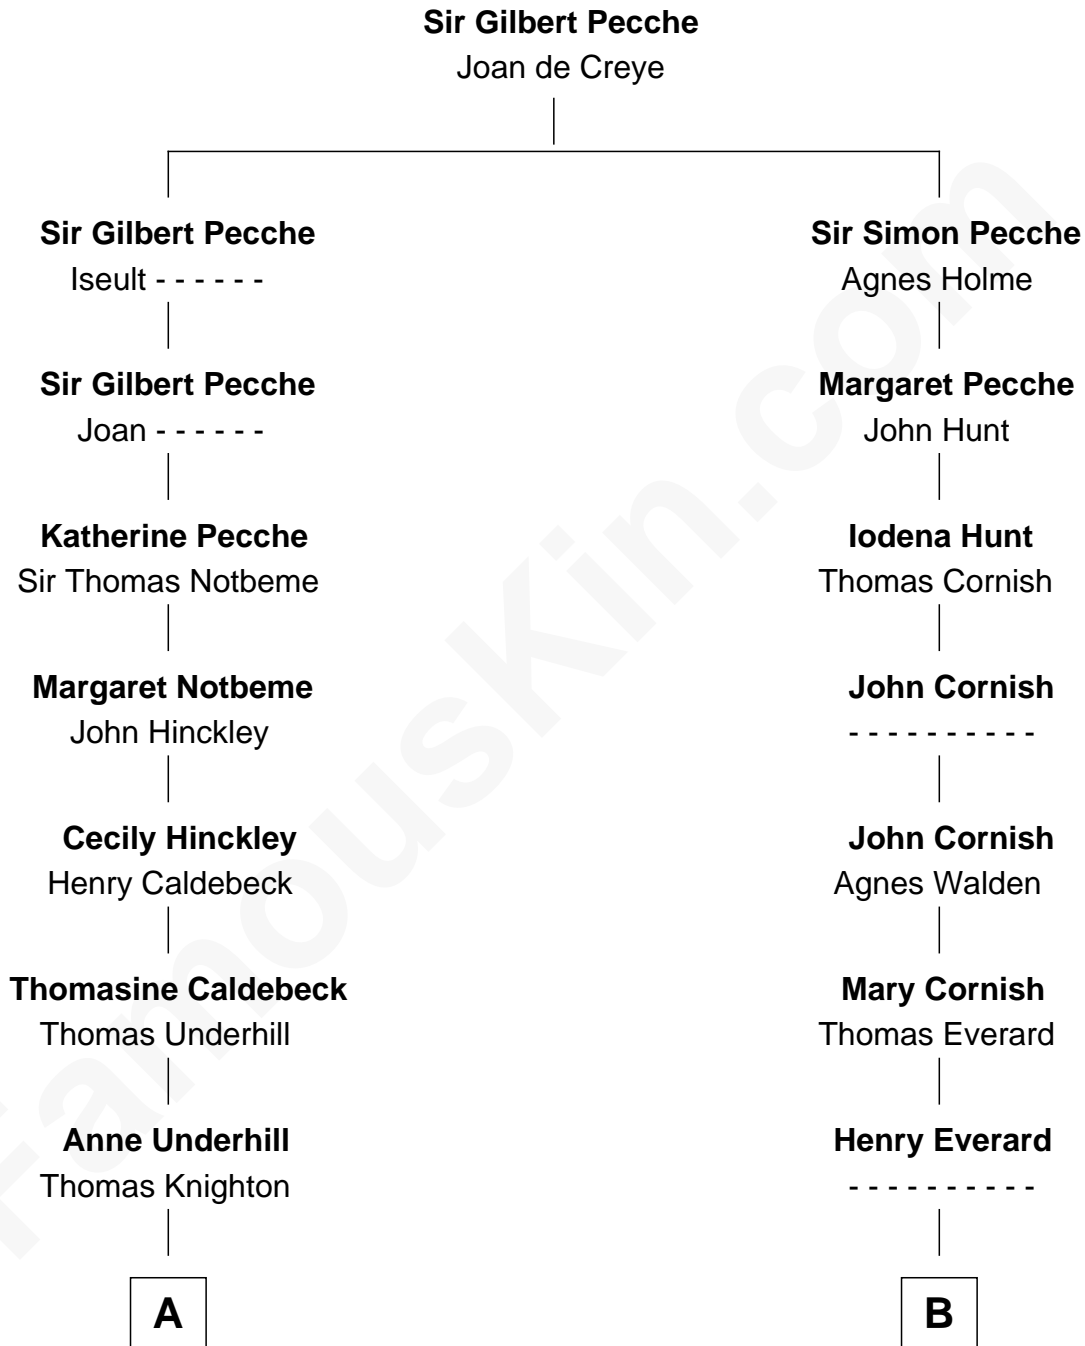 Sir Gilbert Pecche
Joan de Creye
Sir Gilbert Pecche
Iseult - - - - - -
Sir Simon Pecche
Agnes Holme
Sir Gilbert Pecche
Joan - - - - - -
Margaret Pecche
John Hunt
Katherine Pecche
Sir Thomas Notbeme
Iodena Hunt
Thomas Cornish
Margaret Notbeme
John Hinckley
John Cornish
- - - - - - - - - -
Cecily Hinckley
Henry Caldebeck
John Cornish
Agnes Walden
Thomasine Caldebeck
Thomas Underhill
Mary Cornish
Thomas Everard
Anne Underhill
Thomas Knighton
Henry Everard
- - - - - - - - - -
A
B
FamousKin.com